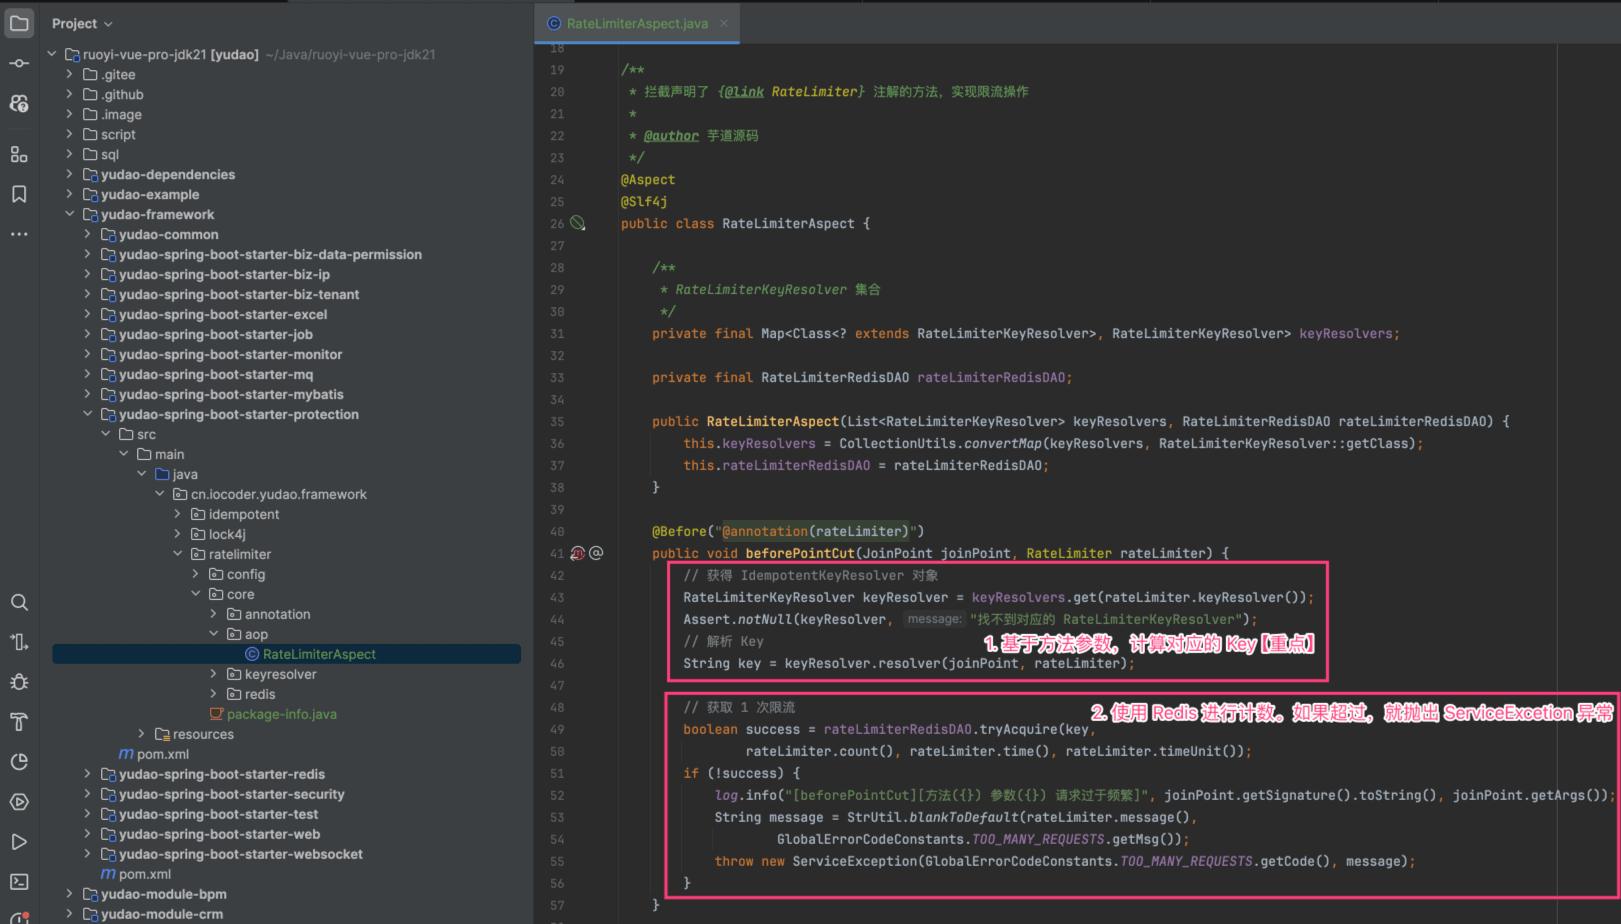 Project
ruoyi-vue-pro-jdk21 [yudao] ~/Java/ruoyi-vue-pro-jdk21
.gitee
.github
.image
script
sql
yudao-dependencies
yudao-example
yudao-framework
yudao-common
yudao-spring-boot-starter-biz-data-permission
yudao-spring-boot-starter-biz-ip
yudao-spring-boot-starter-biz-tenant
yudao-spring-boot-starter-excel
yudao-spring-boot-starter-job
yudao-spring-boot-starter-monitor
yudao-spring-boot-starter-mq
yudao-spring-boot-starter-mybatis
yudao-spring-boot-starter-protection
src
main
java
cn.iocoder.yudao.framework
idempotent
lock4j
ratelimiter
config
core
annotation
aop
RateLimiterAspect
keyresolver
redis
package-info.java
resources
pom.xml
yudao-spring-boot-starter-redis
yudao-spring-boot-starter-security
yudao-spring-boot-starter-test
yudao-spring-boot-starter-web
yudao-spring-boot-starter-websocket
pom.xml
yudao-module-bpm
yudao-module-crm
RateLimiterAspect.java
18
19 /**
20 * 拦截声明了 {@link RateLimiter} 注解的方法，实现限流操作
21 *
22 * @author 芋道源码
23 */
24 @Aspect
25 @Slf4j
26 public class RateLimiterAspect {
27
28 /**
29 * RateLimiterKeyResolver 集合
30 */
31 private final Map<Class<? extends RateLimiterKeyResolver>, RateLimiterKeyResolver> keyResolvers;
32
33 private final RateLimiterRedisDAO rateLimiterRedisDAO;
34
35 public RateLimiterAspect(List<RateLimiterKeyResolver> keyResolvers, RateLimiterRedisDAO rateLimiterRedisDAO) {
36 this.keyResolvers = CollectionUtils.convertMap(keyResolvers, RateLimiterKeyResolver::getClass);
37 this.rateLimiterRedisDAO = rateLimiterRedisDAO;
38 }
39
40 @Before("@annotation(rateLimiter)")
41 public void beforePointCut(JoinPoint joinPoint, RateLimiter rateLimiter) {
42 // 获得 IdempotentKeyResolver 对象
43 RateLimiterKeyResolver keyResolver = keyResolvers.get(rateLimiter.keyResolver());
44 Assert.notNull(keyResolver, message: "找不到对应的 RateLimiterKeyResolver");
45 // 解析 Key
1. 基于方法参数，计算对应的 Key【重点】
46 String key = keyResolver.resolver(joinPoint, rateLimiter);
47
48 // 获取 1 次限流
2. 使用 Redis 进行计数。如果超过，就抛出 ServiceExcetion 异常
49 boolean success = rateLimiterRedisDAO.tryAcquire(key,
50 rateLimiter.count(), rateLimiter.time(), rateLimiter.timeUnit());
51 if (!success) {
52 log.info("[beforePointCut][方法({}) 参数({}) 请求过于频繁]", joinPoint.getSignature().toString(), joinPoint.getArgs());
53 String message = StrUtil.blankToDefault(rateLimiter.message(),
54 GlobalErrorCodeConstants.TOO_MANY_REQUESTS.getMsg());
55 throw new ServiceException(GlobalErrorCodeConstants.TOO_MANY_REQUESTS.getCode(), message);
56 }
57 }